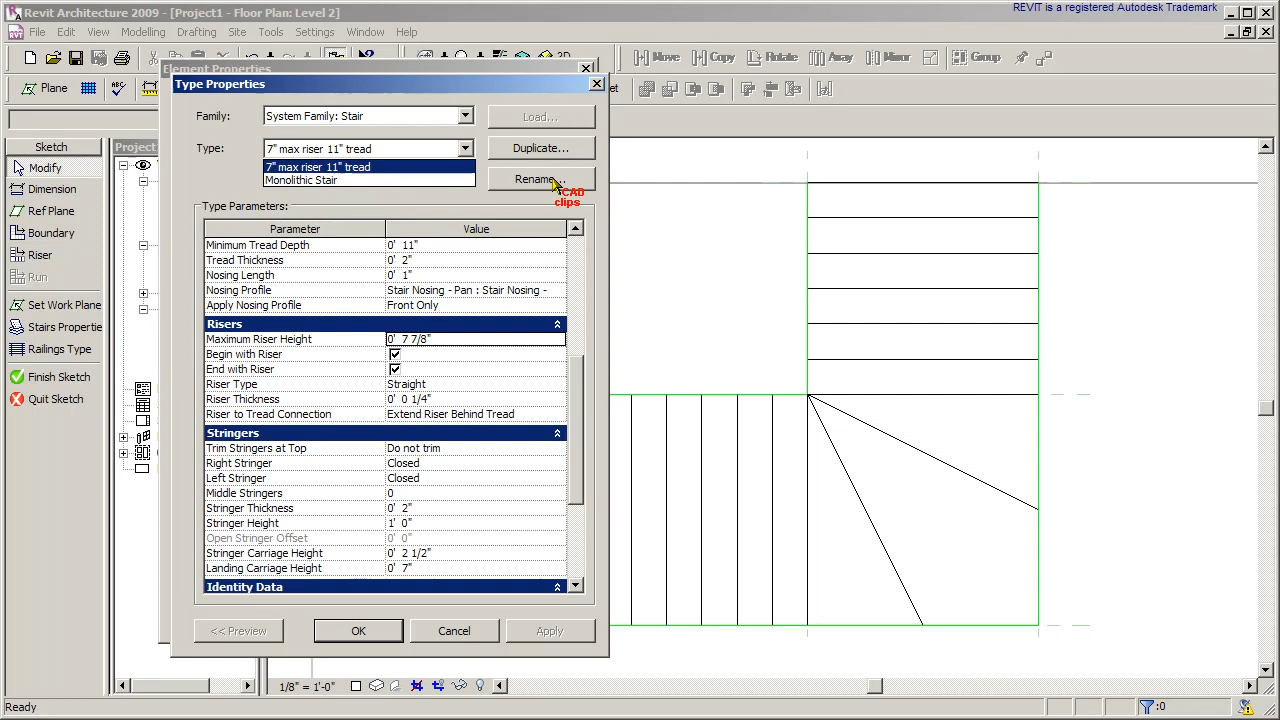 Revit Architecture 2009 - [Project1 - Floor Plan: Level 2]
REVIT is a registered Autodesk Trademark
File Edit View Modelling Drafting Site Tools Settings Window Help
Move Copy Rotate Array Group
Plane
Element Properties
Type Properties
Family: System Family: Stair Load...
Type: 7" max riser 11" tread Duplicate...
7" max riser 11" tread
Monolithic Stair
Rename...
CAD
clips
Type Parameters:
Parameter Value
Minimum Tread Depth 0' 11"
Tread Thickness 0' 2"
Nosing Length 0' 1"
Nosing Profile Stair Nosing - Pan : Stair Nosing -
Apply Nosing Profile Front Only
Risers
Maximum Riser Height 0' 7 7/8"
Begin with Riser
End with Riser
Riser Type Straight
Riser Thickness 0' 0 1/4"
Riser to Tread Connection Extend Riser Behind Tread
Stringers
Trim Stringers at Top Do not trim
Right Stringer Closed
Left Stringer Closed
Middle Stringers 0
Stringer Thickness 0' 2"
Stringer Height 1' 0"
Open Stringer Offset 0' 0"
Stringer Carriage Height 0' 2 1/2"
Landing Carriage Height 0' 7"
Identity Data
<< Preview OK Cancel Apply
Sketch
Modify
Dimension
Ref Plane
Boundary
Riser
Run
Set Work Plane
Stairs Propertie
Railings Type
Finish Sketch
Quit Sketch
Project
1/8" = 1'-0"
Ready
:0